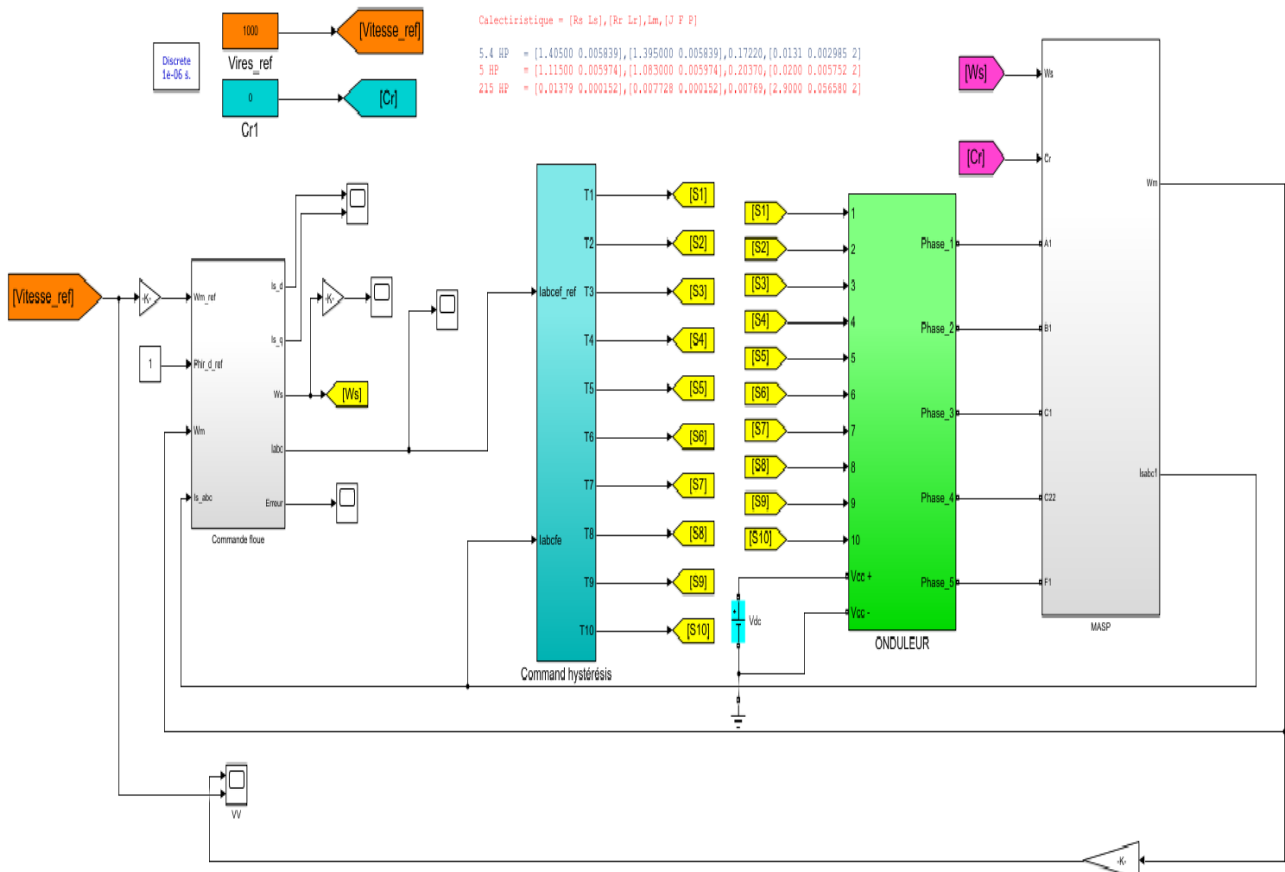 Calectiristique = [Rs Ls],[Rr Lr],Lm,[J F P]
5.4 HP = [1.40500 0.005839],[1.395000 0.005839],0.17220,[0.0131 0.002985 2]
5 HP = [1.11500 0.005974],[1.083000 0.005974],0.20370,[0.0200 0.005752 2]
215 HP = [0.01379 0.000152],[0.007728 0.000152],0.00769,[2.9000 0.056580 2]
Discrete
1e-06 s.
1000
Vires_ref
[Vitesse_ref]
0
Cr1
[Cr]
[Vitesse_ref]
-K-
1
Wm_ref
Phir_d_ref
Wm
Is_abc
Is_d
Is_q
Ws
Iabc
Erreur
Commande floue
-K-
[Ws]
Iabcef_ref
Iabcfe
T1
T2
T3
T4
T5
T6
T7
T8
T9
T10
Command hystérésis
[S1]
[S2]
[S3]
[S4]
[S5]
[S6]
[S7]
[S8]
[S9]
[S10]
[S1]
[S2]
[S3]
[S4]
[S5]
[S6]
[S7]
[S8]
[S9]
[S10]
Vdc
1
2
3
4
5
6
7
8
9
10
Vcc +
Vcc -
Phase_1
Phase_2
Phase_3
Phase_4
Phase_5
ONDULEUR
[Ws]
[Cr]
Ws
Cr
A1
B1
C1
C22
F1
Wm
Isabc1
MASP
VV
-K-